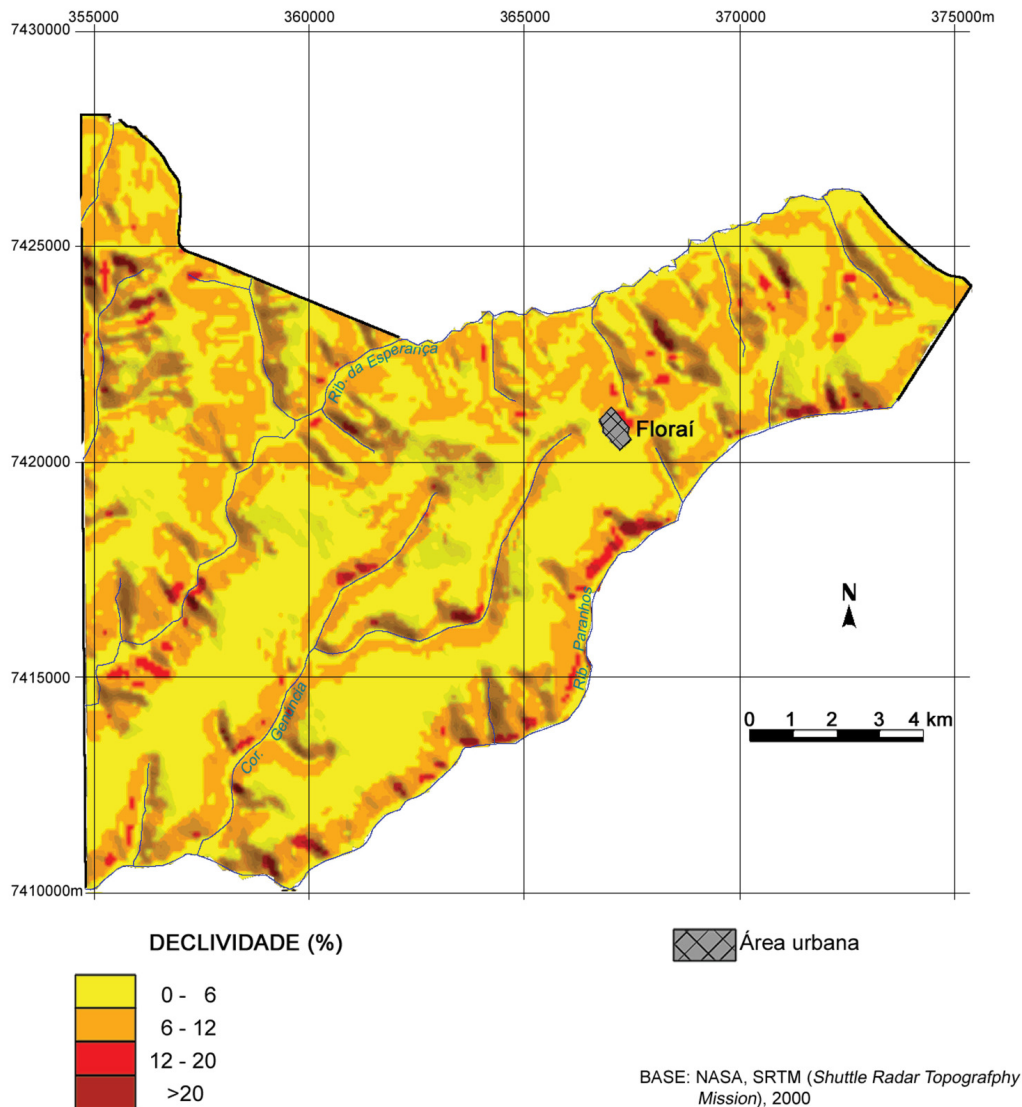 355000 360000 365000 370000 375000m
7430000
7425000
Rib. da Esperança
Floraí
7420000
N
Rib. Paranhos
7415000
Cor. Genância
0 1 2 3 4 km
7410000m
DECLIVIDADE (%)
Área urbana
0 - 6
6 - 12
12 - 20
>20
BASE: NASA, SRTM (Shuttle Radar Topografphy
Mission), 2000